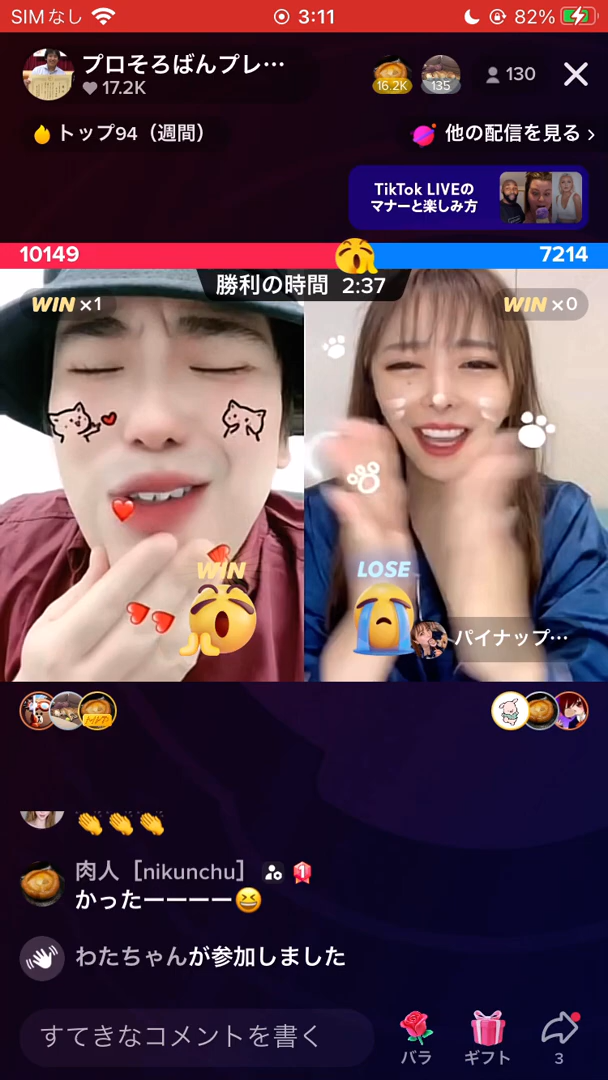 SIMなし 3:11 82%
プロそろばんプレ…
17.2K
16.2K 135 130
トップ94（週間） 他の配信を見る
TikTok LIVEの
マナーと楽しみ方
10149 7214
勝利の時間 2:37
WIN ×1 WIN ×0
WIN LOSE
パイナップ…
肉人［nikunchu］ 1
かったーーーー
わたちゃんが参加しました
すてきなコメントを書く
バラ ギフト 3